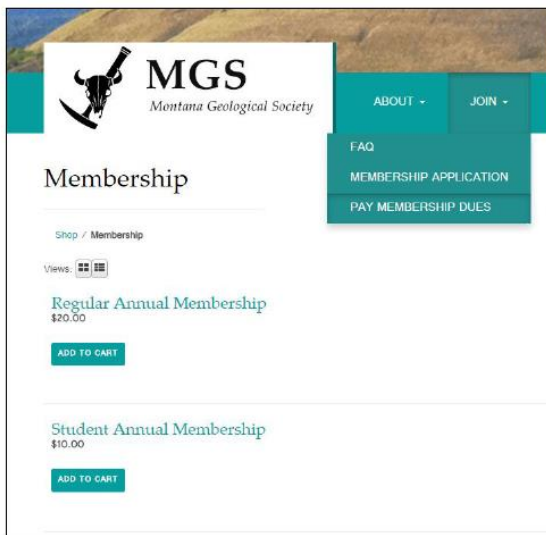 MGS
Montana Geological Society
ABOUT
JOIN
FAQ
MEMBERSHIP APPLICATION
PAY MEMBERSHIP DUES
Membership
Shop / Membership
Views:
Regular Annual Membership
$20.00
ADD TO CART
Student Annual Membership
$10.00
ADD TO CART